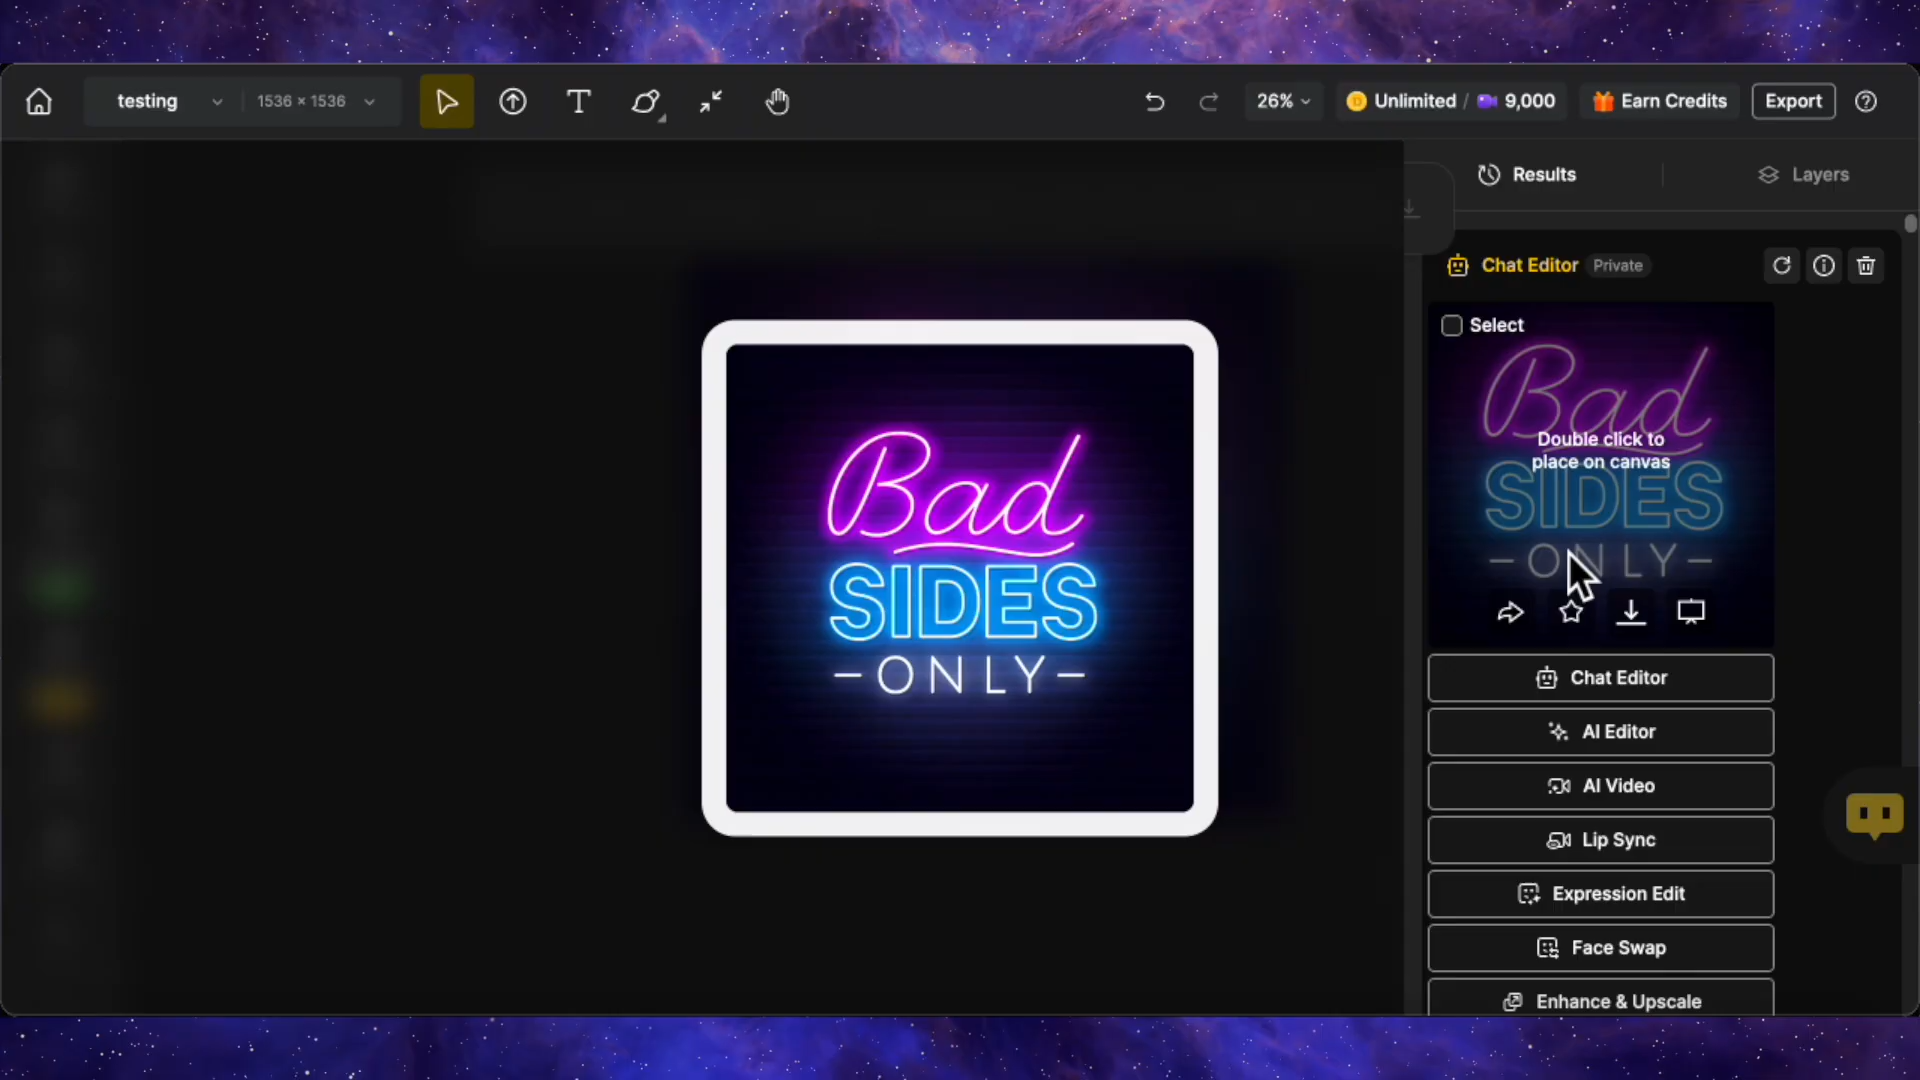 testing
1536 × 1536
26%
Unlimited / 9,000
Earn Credits
Export
Results
Layers
Chat Editor
Private
Select
Bad
SIDES
–ONLY–
Double click to
place on canvas
Bad
SIDES
–ONLY–
Chat Editor
AI Editor
AI Video
Lip Sync
Expression Edit
Face Swap
Enhance & Upscale